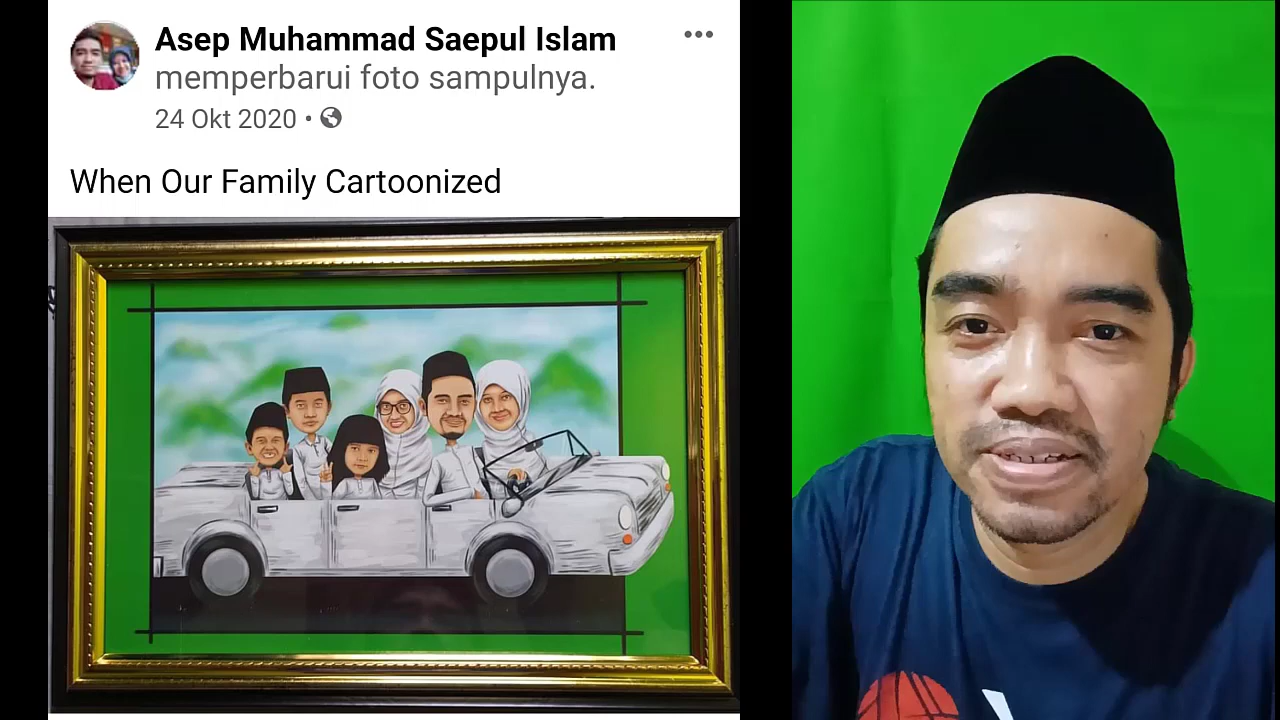 Asep Muhammad Saepul Islam
memperbarui foto sampulnya.
24 Okt 2020 •
When Our Family Cartoonized